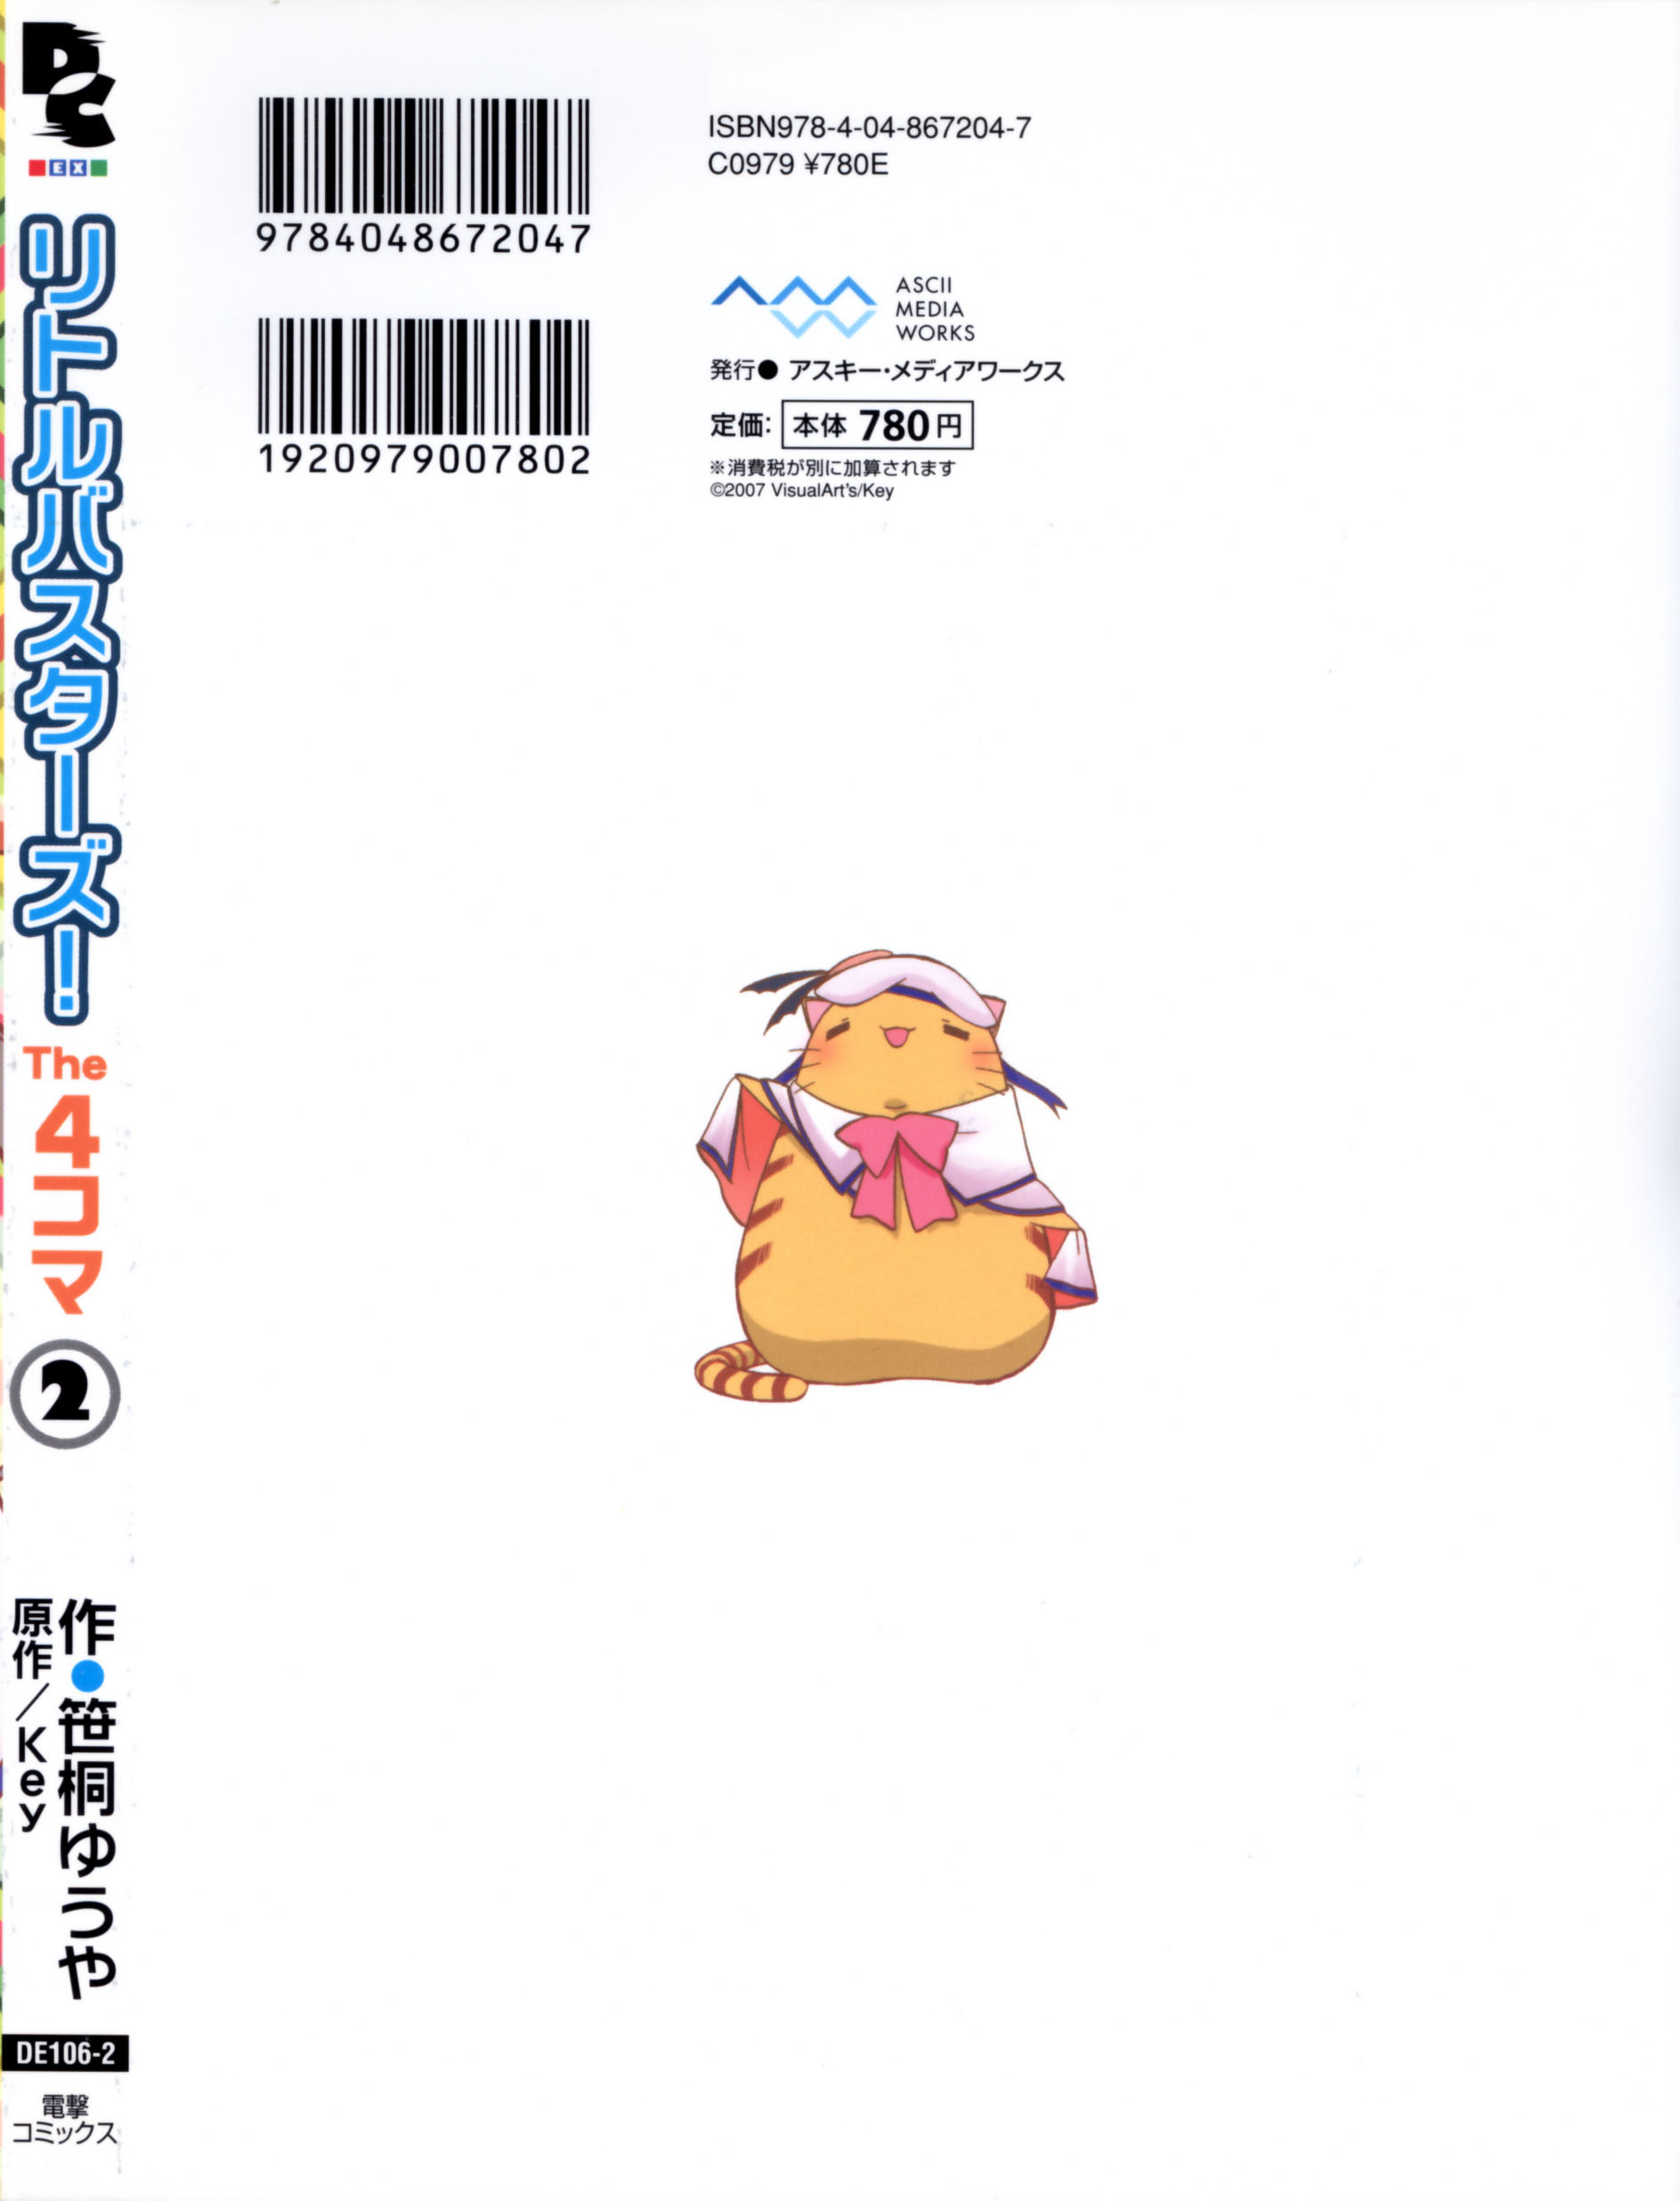 DC
EX
リトルバスターズ!
The
4コマ
2
作●笹桐ゆうや
原作/Key
DE106-2
電撃
コミックス
9784048672047
1920979007802
ISBN978-4-04-867204-7
C0979 ¥780E
ASCII
MEDIA
WORKS
発行● アスキー・メディアワークス
定価: 本体 780円
※消費税が別に加算されます
©2007 VisualArt's/Key